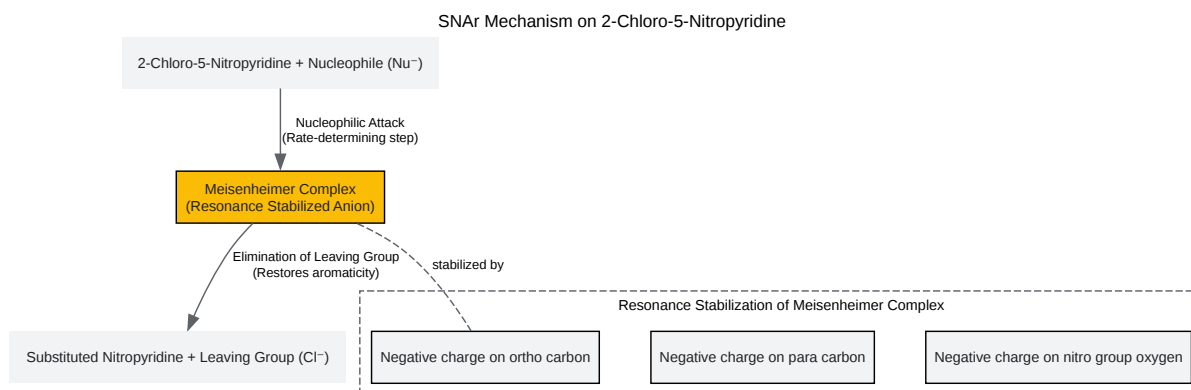 SNAr Mechanism on 2-Chloro-5-Nitropyridine
2-Chloro-5-Nitropyridine + Nucleophile (Nu⁻)
Nucleophilic Attack
(Rate-determining step)
Meisenheimer Complex
(Resonance Stabilized Anion)
Elimination of Leaving Group
(Restores aromaticity)
stabilized by
Resonance Stabilization of Meisenheimer Complex
Substituted Nitropyridine + Leaving Group (Cl⁻)
Negative charge on ortho carbon
Negative charge on para carbon
Negative charge on nitro group oxygen